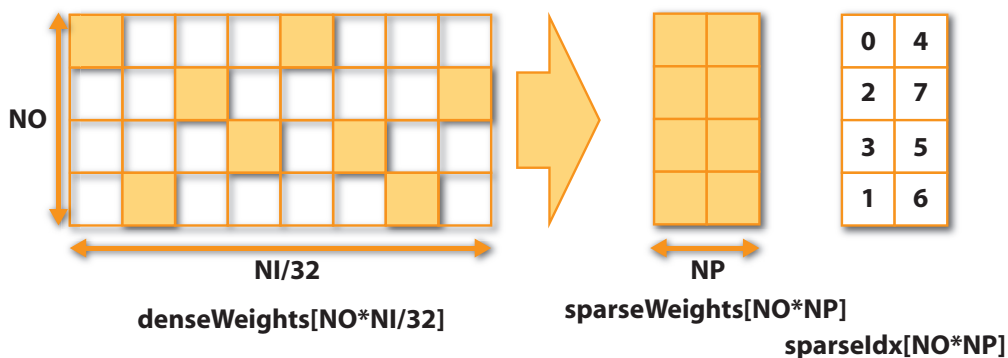 NO
NI/32
denseWeights[NO*NI/32]
NP
sparseWeights[NO*NP]
0 4
2 7
3 5
1 6
sparseIdx[NO*NP]